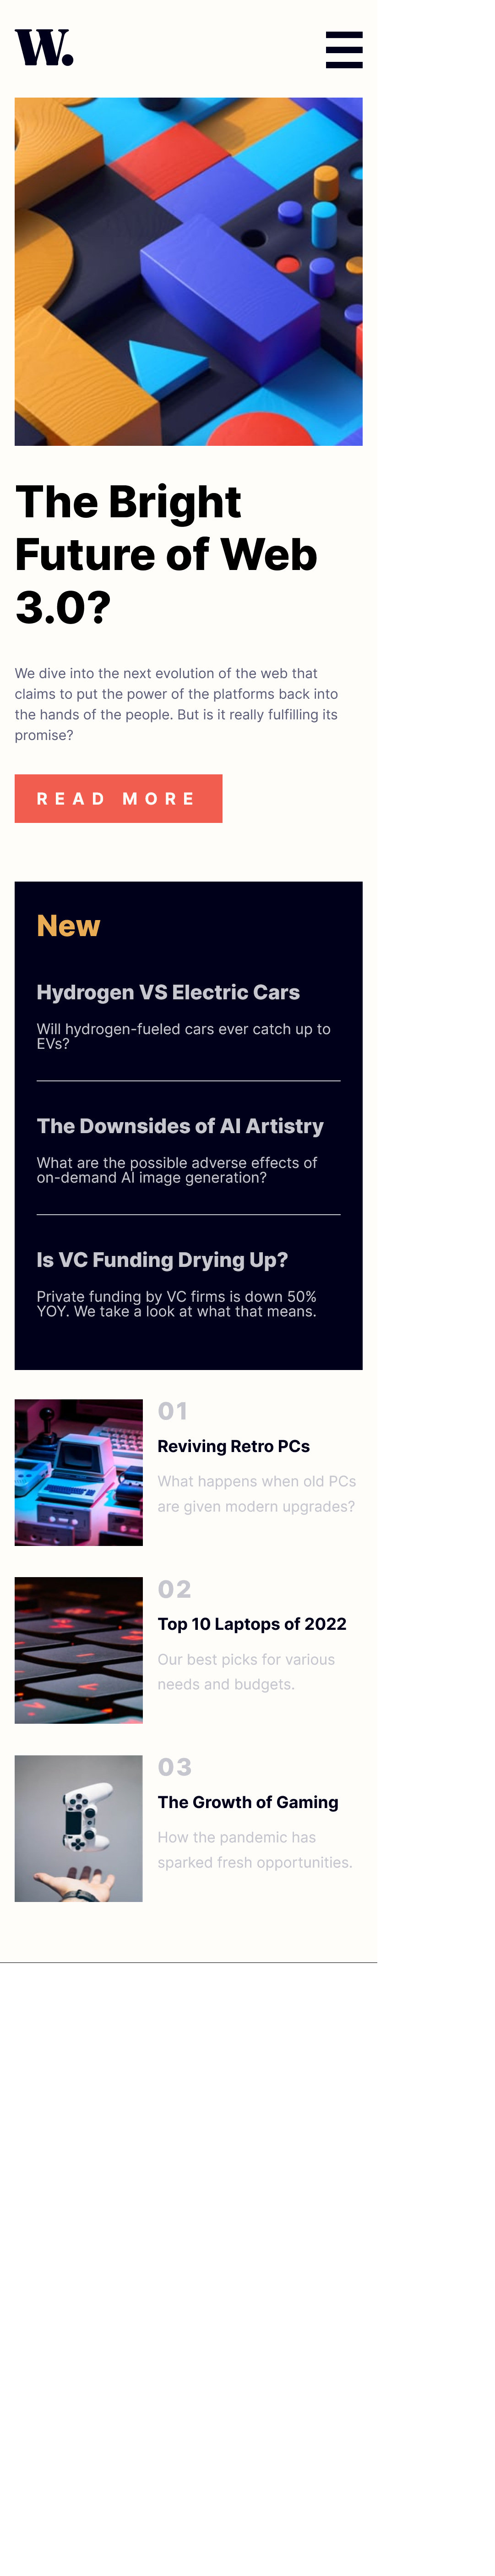 W.
The Bright
Future of Web
3.0?
We dive into the next evolution of the web that
claims to put the power of the platforms back into
the hands of the people. But is it really fulfilling its
promise?
READ MORE
New
Hydrogen VS Electric Cars
Will hydrogen-fueled cars ever catch up to
EVs?
The Downsides of AI Artistry
What are the possible adverse effects of
on-demand AI image generation?
Is VC Funding Drying Up?
Private funding by VC firms is down 50%
YOY. We take a look at what that means.
01
Reviving Retro PCs
What happens when old PCs
are given modern upgrades?
02
Top 10 Laptops of 2022
Our best picks for various
needs and budgets.
03
The Growth of Gaming
How the pandemic has
sparked fresh opportunities.